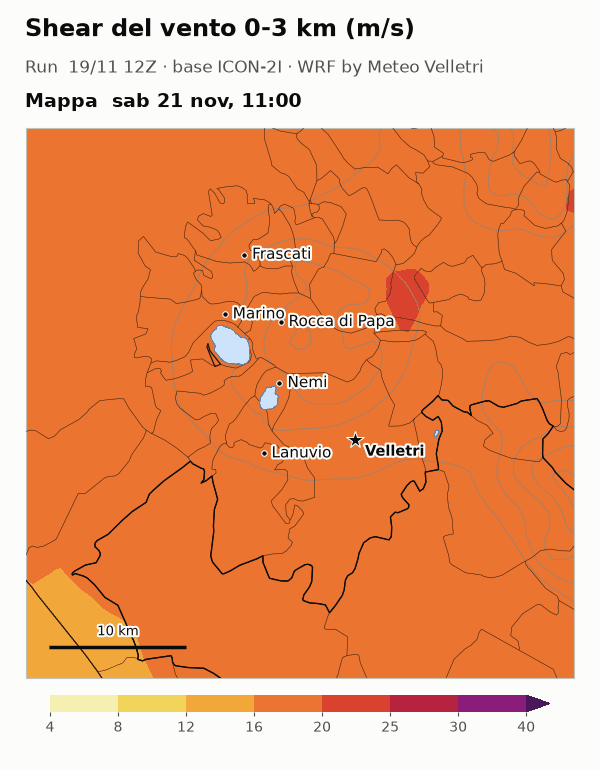 Shear del vento 0-3 km (m/s)
Run  19/11 12Z · base ICON-2I · WRF by Meteo Velletri
Mappa  sab 21 nov, 11:00
Frascati
Marino
Rocca di Papa
Nemi
Velletri
Lanuvio
10 km
4 8 12 16 20 25 30 40